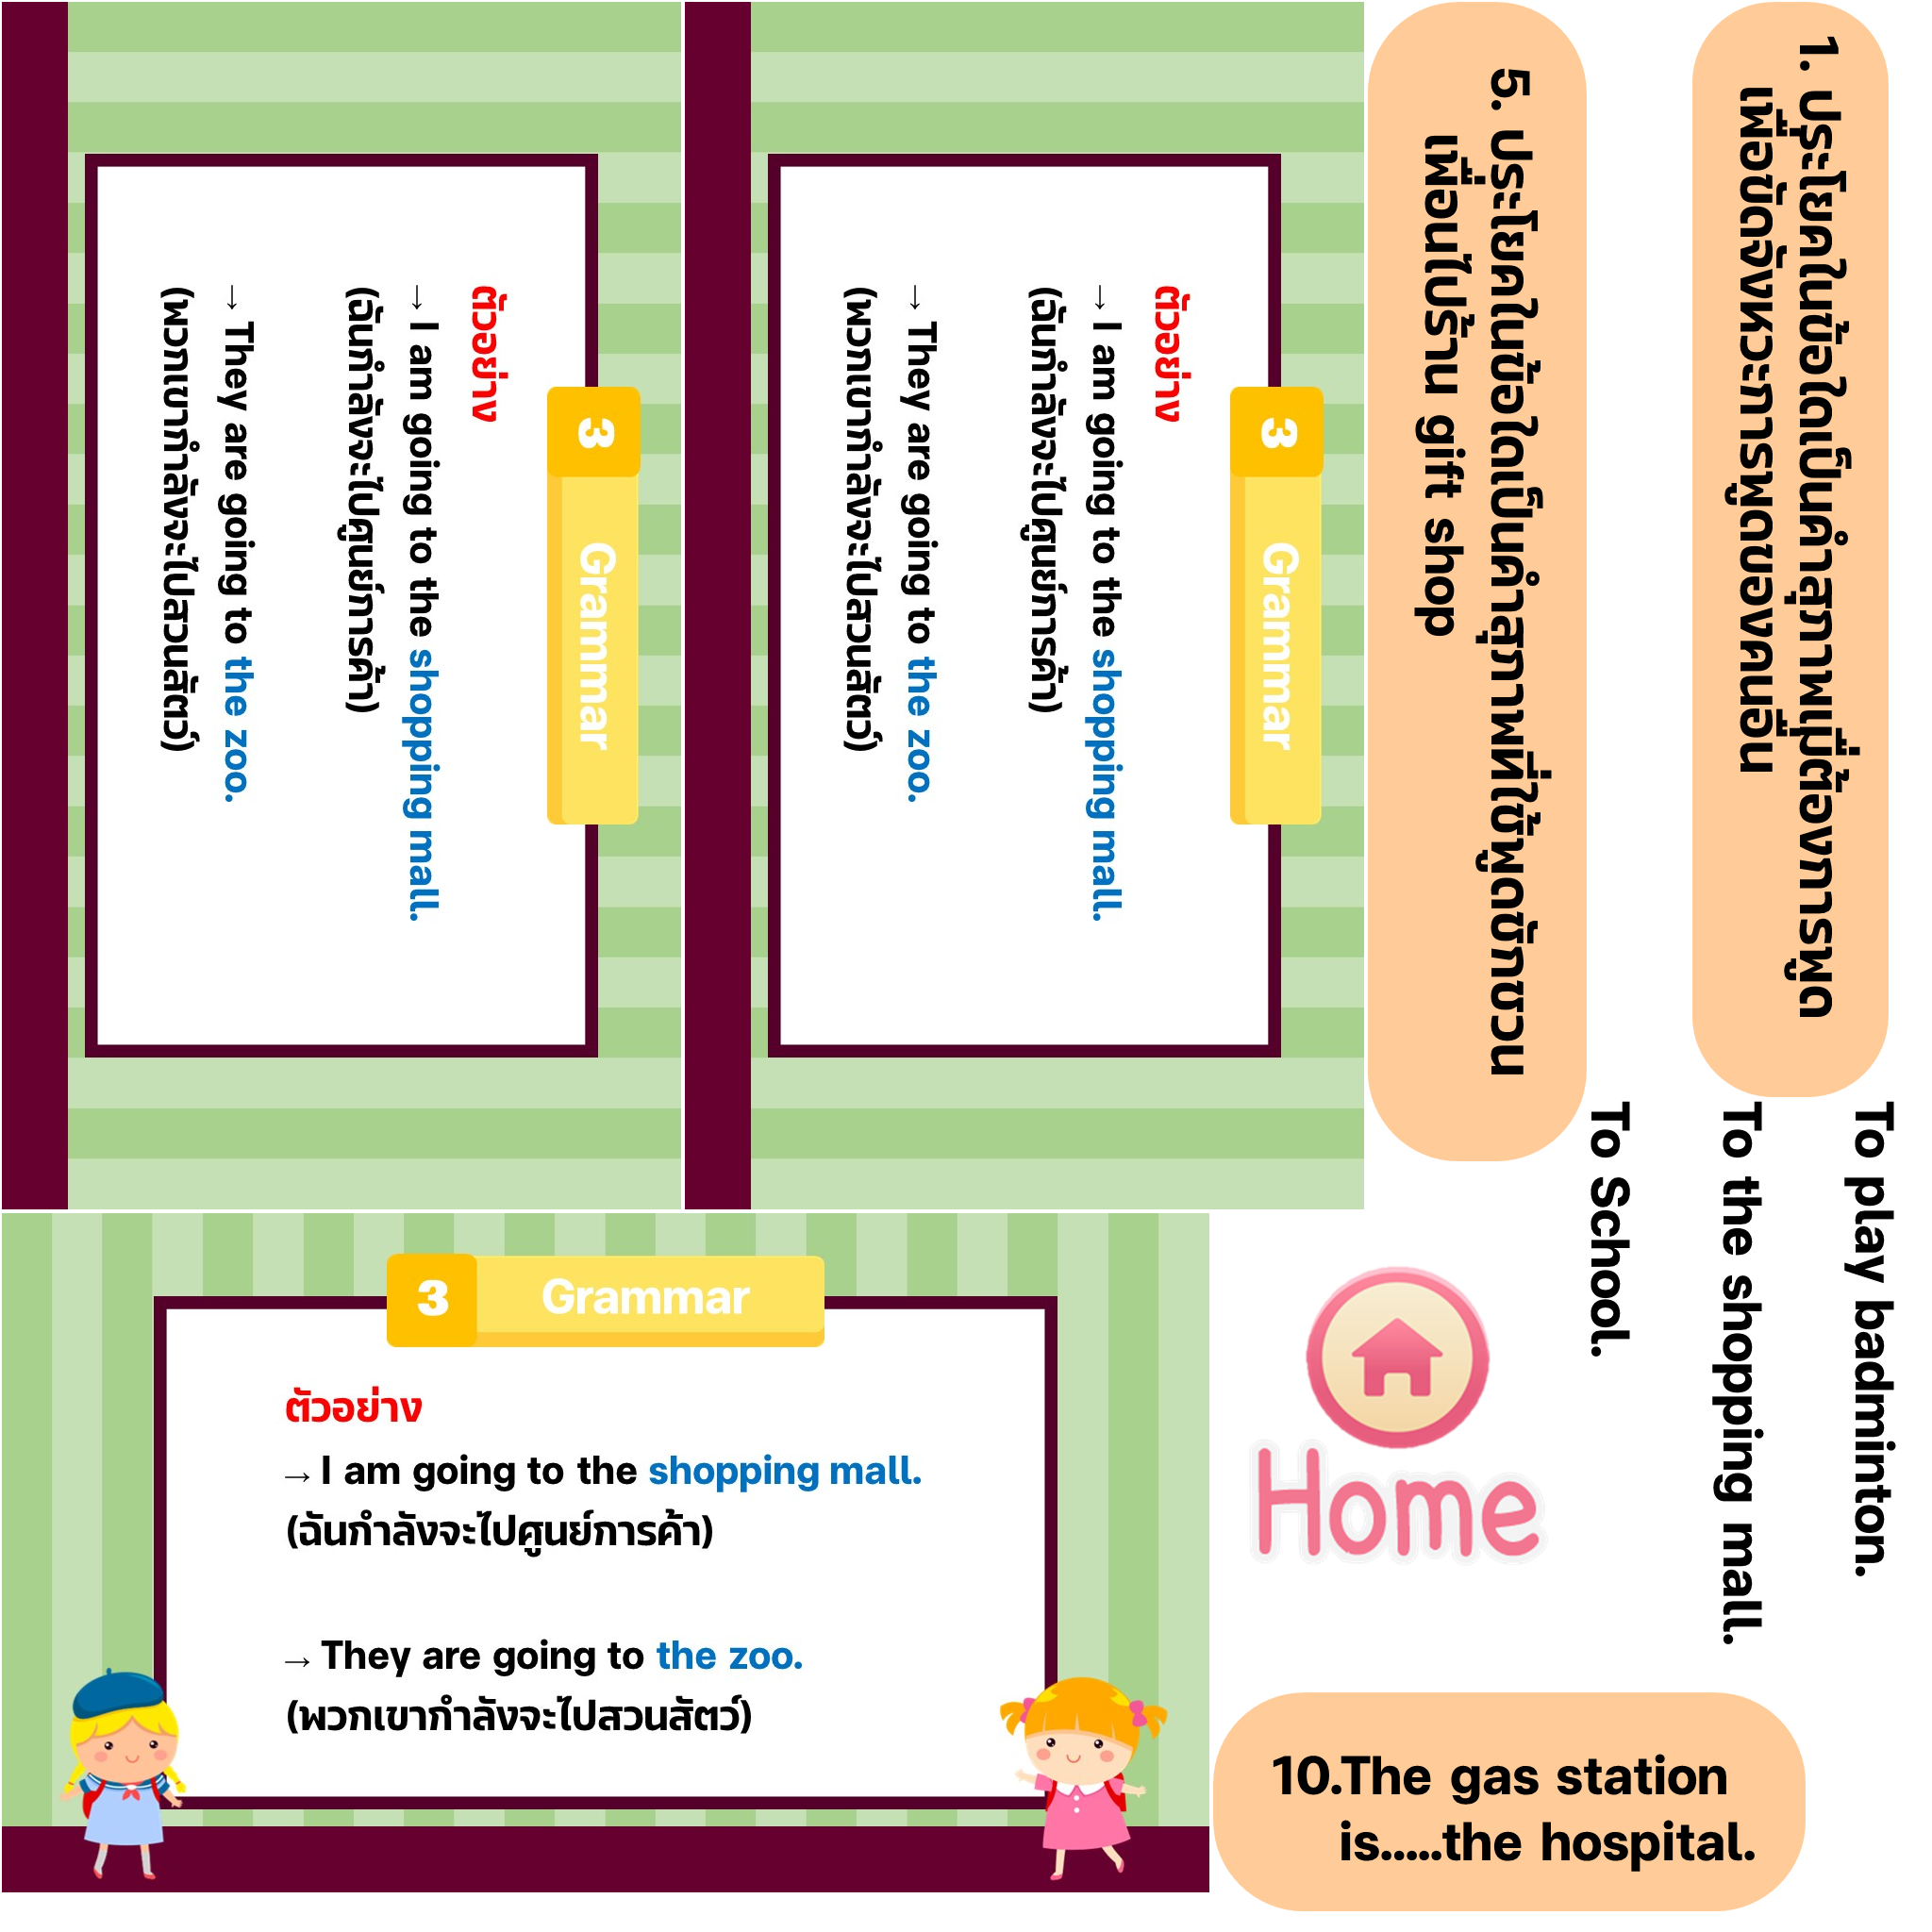 3 Grammar
ตัวอย่าง
→ I am going to the shopping mall.
(ฉันกำลังจะไปศูนย์การค้า)
→ They are going to the zoo.
(พวกเขากำลังจะไปสวนสัตว์)
3 Grammar
ตัวอย่าง
→ I am going to the shopping mall.
(ฉันกำลังจะไปศูนย์การค้า)
→ They are going to the zoo.
(พวกเขากำลังจะไปสวนสัตว์)
5. ประโยคในข้อใดเป็นคำสุภาพที่ใช้พูดชักชวน
เพื่อนไปร้าน gift shop
1. ประโยคในข้อใดเป็นคำสุภาพเมื่อต้องการพูด
เพื่อขัดจังหวะการพูดของคนอื่น
To play badminton.
To the shopping mall.
To School.
3 Grammar
ตัวอย่าง
→ I am going to the shopping mall.
(ฉันกำลังจะไปศูนย์การค้า)
→ They are going to the zoo.
(พวกเขากำลังจะไปสวนสัตว์)
Home
10.The gas station
is.....the hospital.